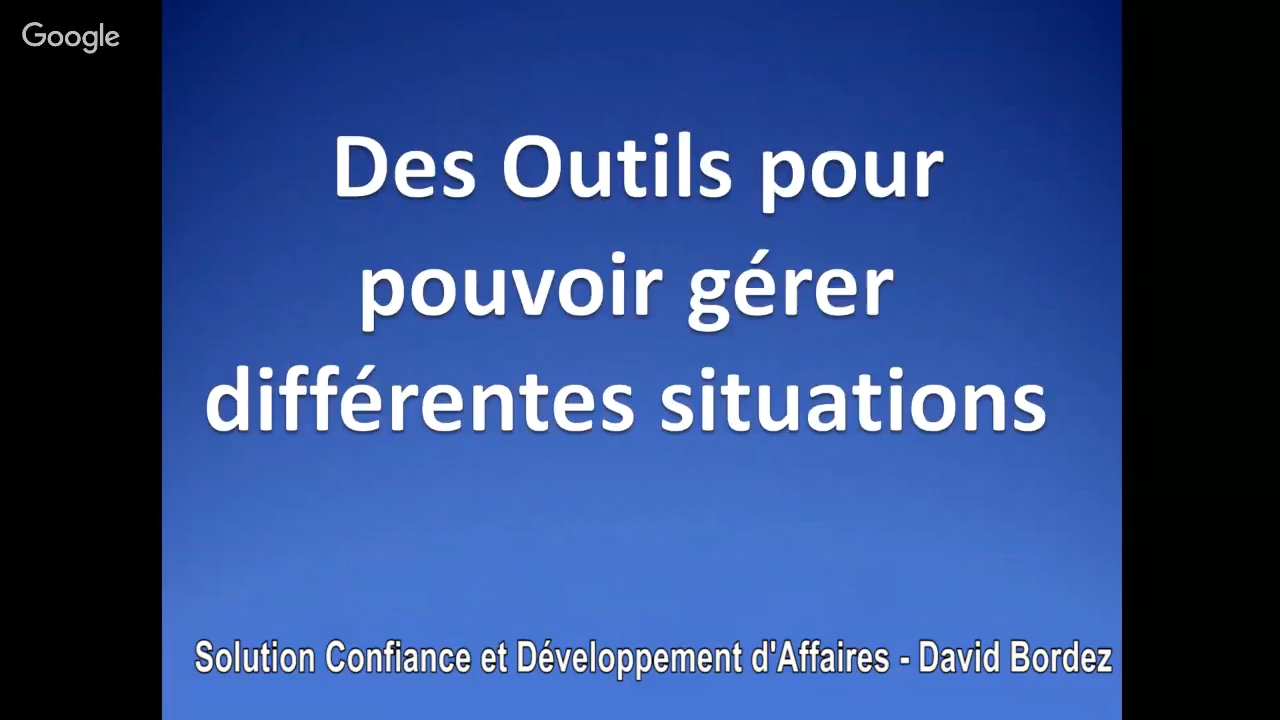 Google
Des Outils pour
pouvoir gérer
différentes situations
Solution Confiance et Développement d'Affaires - David Bordez